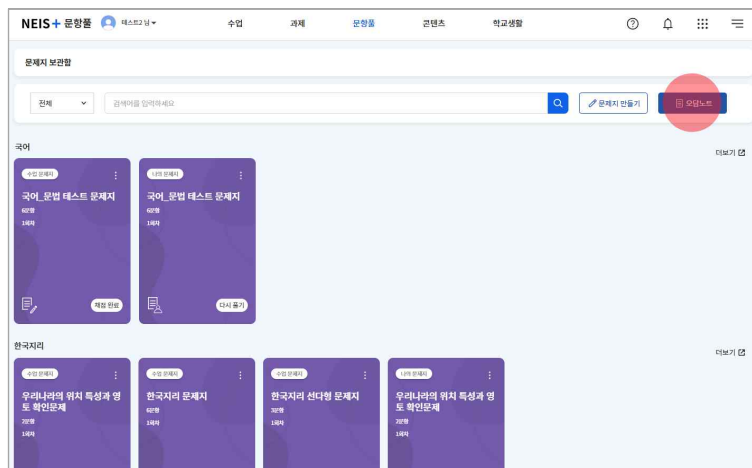 NEIS+ 문항풀 테스트2 님 수업 과제 문항풀 콘텐츠 학교생활
문제지 보관함
전체 검색어를 입력하세요 문제지 만들기 오답노트
국어 더보기
수업 문제지 나의 문제지
국어_문법 테스트 문제지 국어_문법 테스트 문제지
6문항 6문항
1회차 1회차
채점 완료 다시 풀기
한국지리 더보기
수업 문제지 수업 문제지 수업 문제지 나의 문제지
우리나라의 위치 특성과 영 한국지리 문제지 한국지리 선다형 문제지 우리나라의 위치 특성과 영
토 확인문제 6문항 3문항 토 확인문제
2문항 1회차 1회차 2문항
1회차 1회차